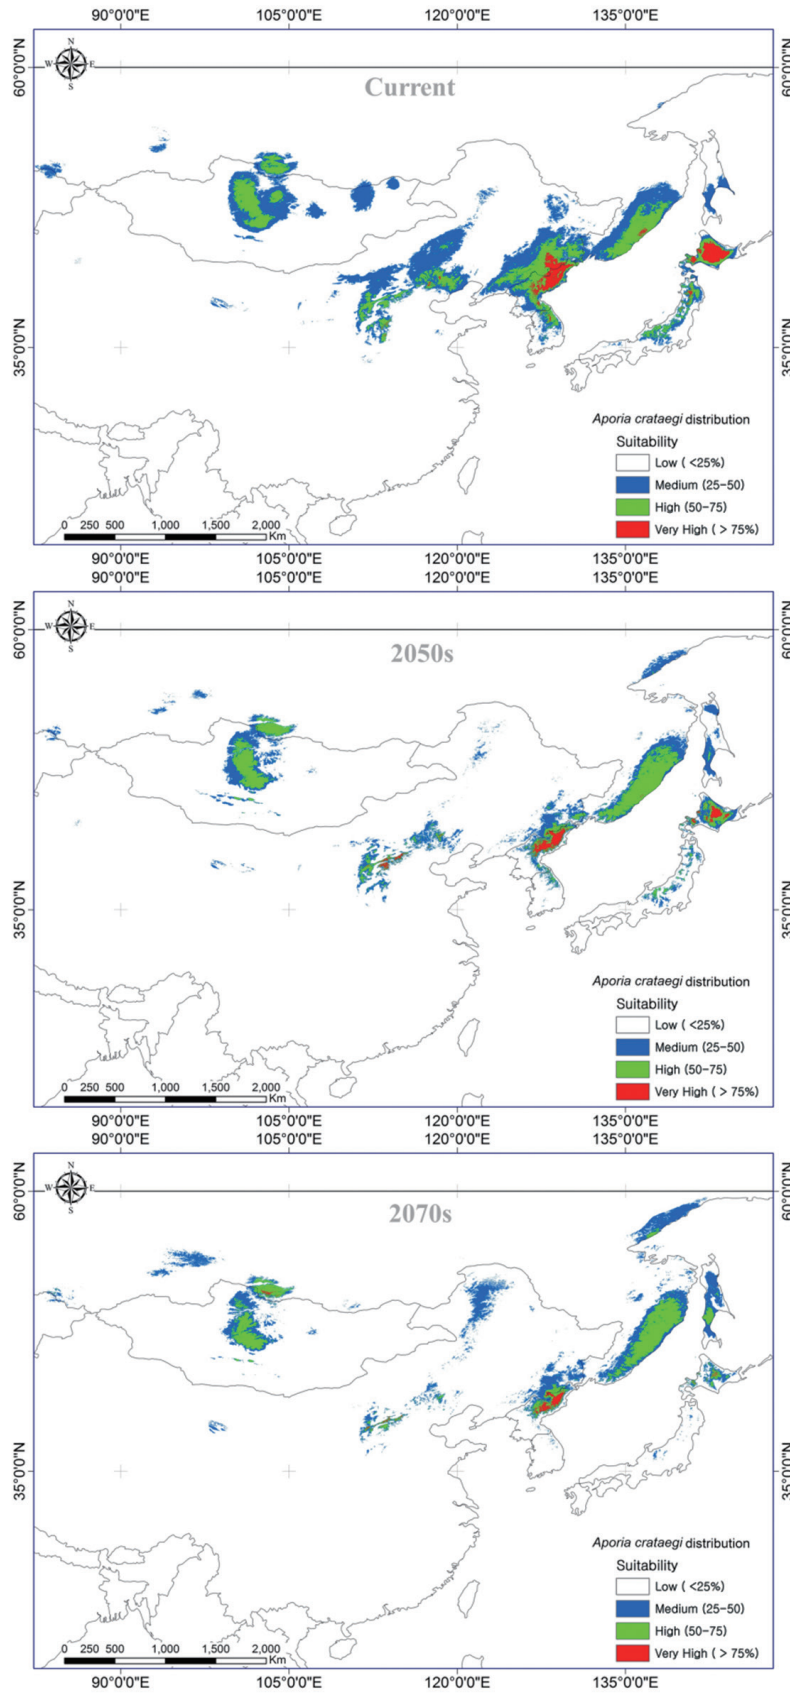 90°0'0"E 105°0'0"E 120°0'0"E 135°0'0"E
60°0'0"N 60°0'0"N
N
W E
S
Current
35°0'0"N 35°0'0"N
Aporia crataegi distribution
Suitability
Low ( <25%)
Medium (25-50)
High (50-75)
Very High ( > 75%)
0 250 500 1,000 1,500 2,000
Km
90°0'0"E 105°0'0"E 120°0'0"E 135°0'0"E
90°0'0"E 105°0'0"E 120°0'0"E 135°0'0"E
60°0'0"N 60°0'0"N
N
W E
S
2050s
35°0'0"N 35°0'0"N
Aporia crataegi distribution
Suitability
Low ( <25%)
Medium (25-50)
High (50-75)
Very High ( > 75%)
0 250 500 1,000 1,500 2,000
Km
90°0'0"E 105°0'0"E 120°0'0"E 135°0'0"E
90°0'0"E 105°0'0"E 120°0'0"E 135°0'0"E
60°0'0"N 60°0'0"N
N
W E
S
2070s
35°0'0"N 35°0'0"N
Aporia crataegi distribution
Suitability
Low ( <25%)
Medium (25-50)
High (50-75)
Very High ( > 75%)
0 250 500 1,000 1,500 2,000
Km
90°0'0"E 105°0'0"E 120°0'0"E 135°0'0"E